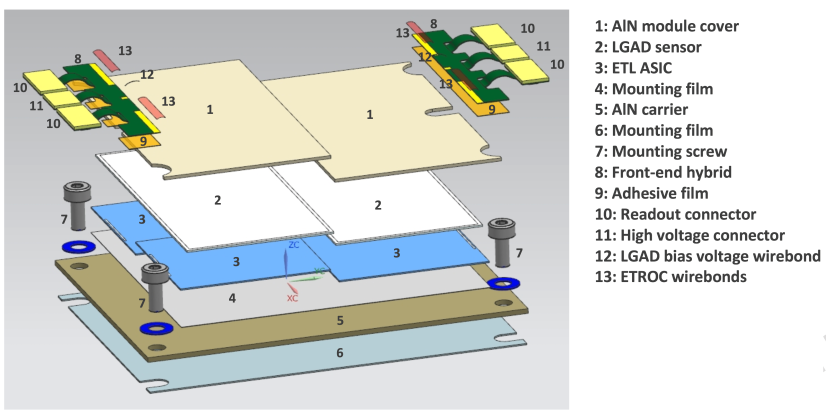 8
10
13
13
8
10
11
10
12
13
10
12
11
13
10
1
1
9
9
2
2
3
7
7
ZC
3
3
4
XC
7
5
6
1: AlN module cover
2: LGAD sensor
3: ETL ASIC
4: Mounting film
5: AlN carrier
6: Mounting film
7: Mounting screw
8: Front-end hybrid
9: Adhesive film
10: Readout connector
11: High voltage connector
12: LGAD bias voltage wirebond
13: ETROC wirebonds